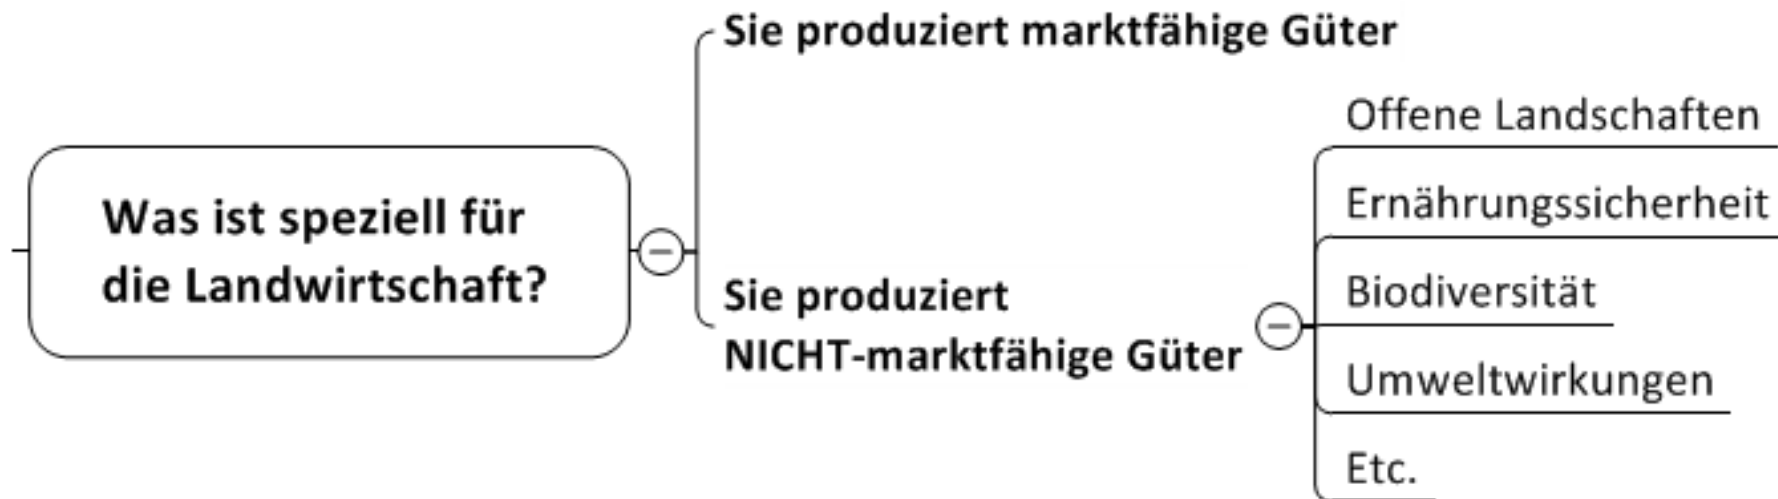 Was ist speziell für
die Landwirtschaft?
Sie produziert marktfähige Güter
Sie produziert
NICHT-marktfähige Güter
Offene Landschaften
Ernährungssicherheit
Biodiversität
Umweltwirkungen
Etc.